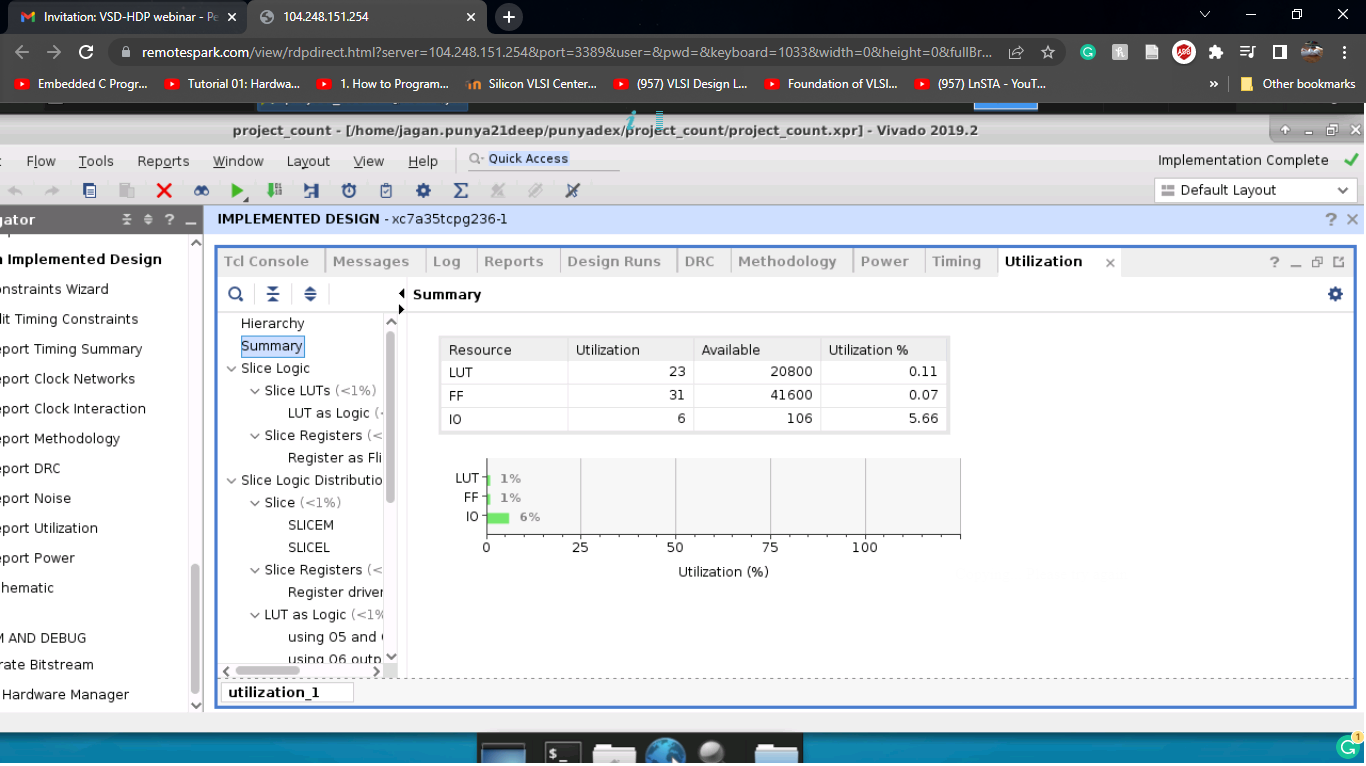 Invitation: VSD-HDP webinar - Pe
104.248.151.254
remotespark.com/view/rdpdirect.html?server=104.248.151.254&port=3389&user=&pwd=&keyboard=1033&width=0&height=0&fullBr...
Embedded C Progr...
Tutorial 01: Hardwa...
1. How to Program...
Silicon VLSI Center...
(957) VLSI Design L...
Foundation of VLSI...
(957) LnSTA - YouT...
»
Other bookmarks
project_count - [/home/jagan.punya21deep/punyadex/project_count/project_count.xpr] - Vivado 2019.2
Flow Tools Reports Window Layout View Help
Quick Access
Implementation Complete
Default Layout
gator
IMPLEMENTED DESIGN - xc7a35tcpg236-1
Implemented Design
nstraints Wizard
lit Timing Constraints
eport Timing Summary
eport Clock Networks
eport Clock Interaction
eport Methodology
eport DRC
eport Noise
eport Utilization
eport Power
hematic
M AND DEBUG
rate Bitstream
Hardware Manager
Tcl Console Messages Log Reports Design Runs DRC Methodology Power Timing Utilization
Hierarchy
Summary
Slice Logic
Slice LUTs (<1%)
LUT as Logic (<
Slice Registers (<
Register as Fli
Slice Logic Distributio
Slice (<1%)
SLICEM
SLICEL
Slice Registers (<
Register driver
LUT as Logic (<1%
using O5 and
using O6 outp
Summary
Resource Utilization Available Utilization %
LUT 23 20800 0.11
FF 31 41600 0.07
IO 6 106 5.66
LUT 1%
FF 1%
IO 6%
0 25 50 75 100
Utilization (%)
utilization_1